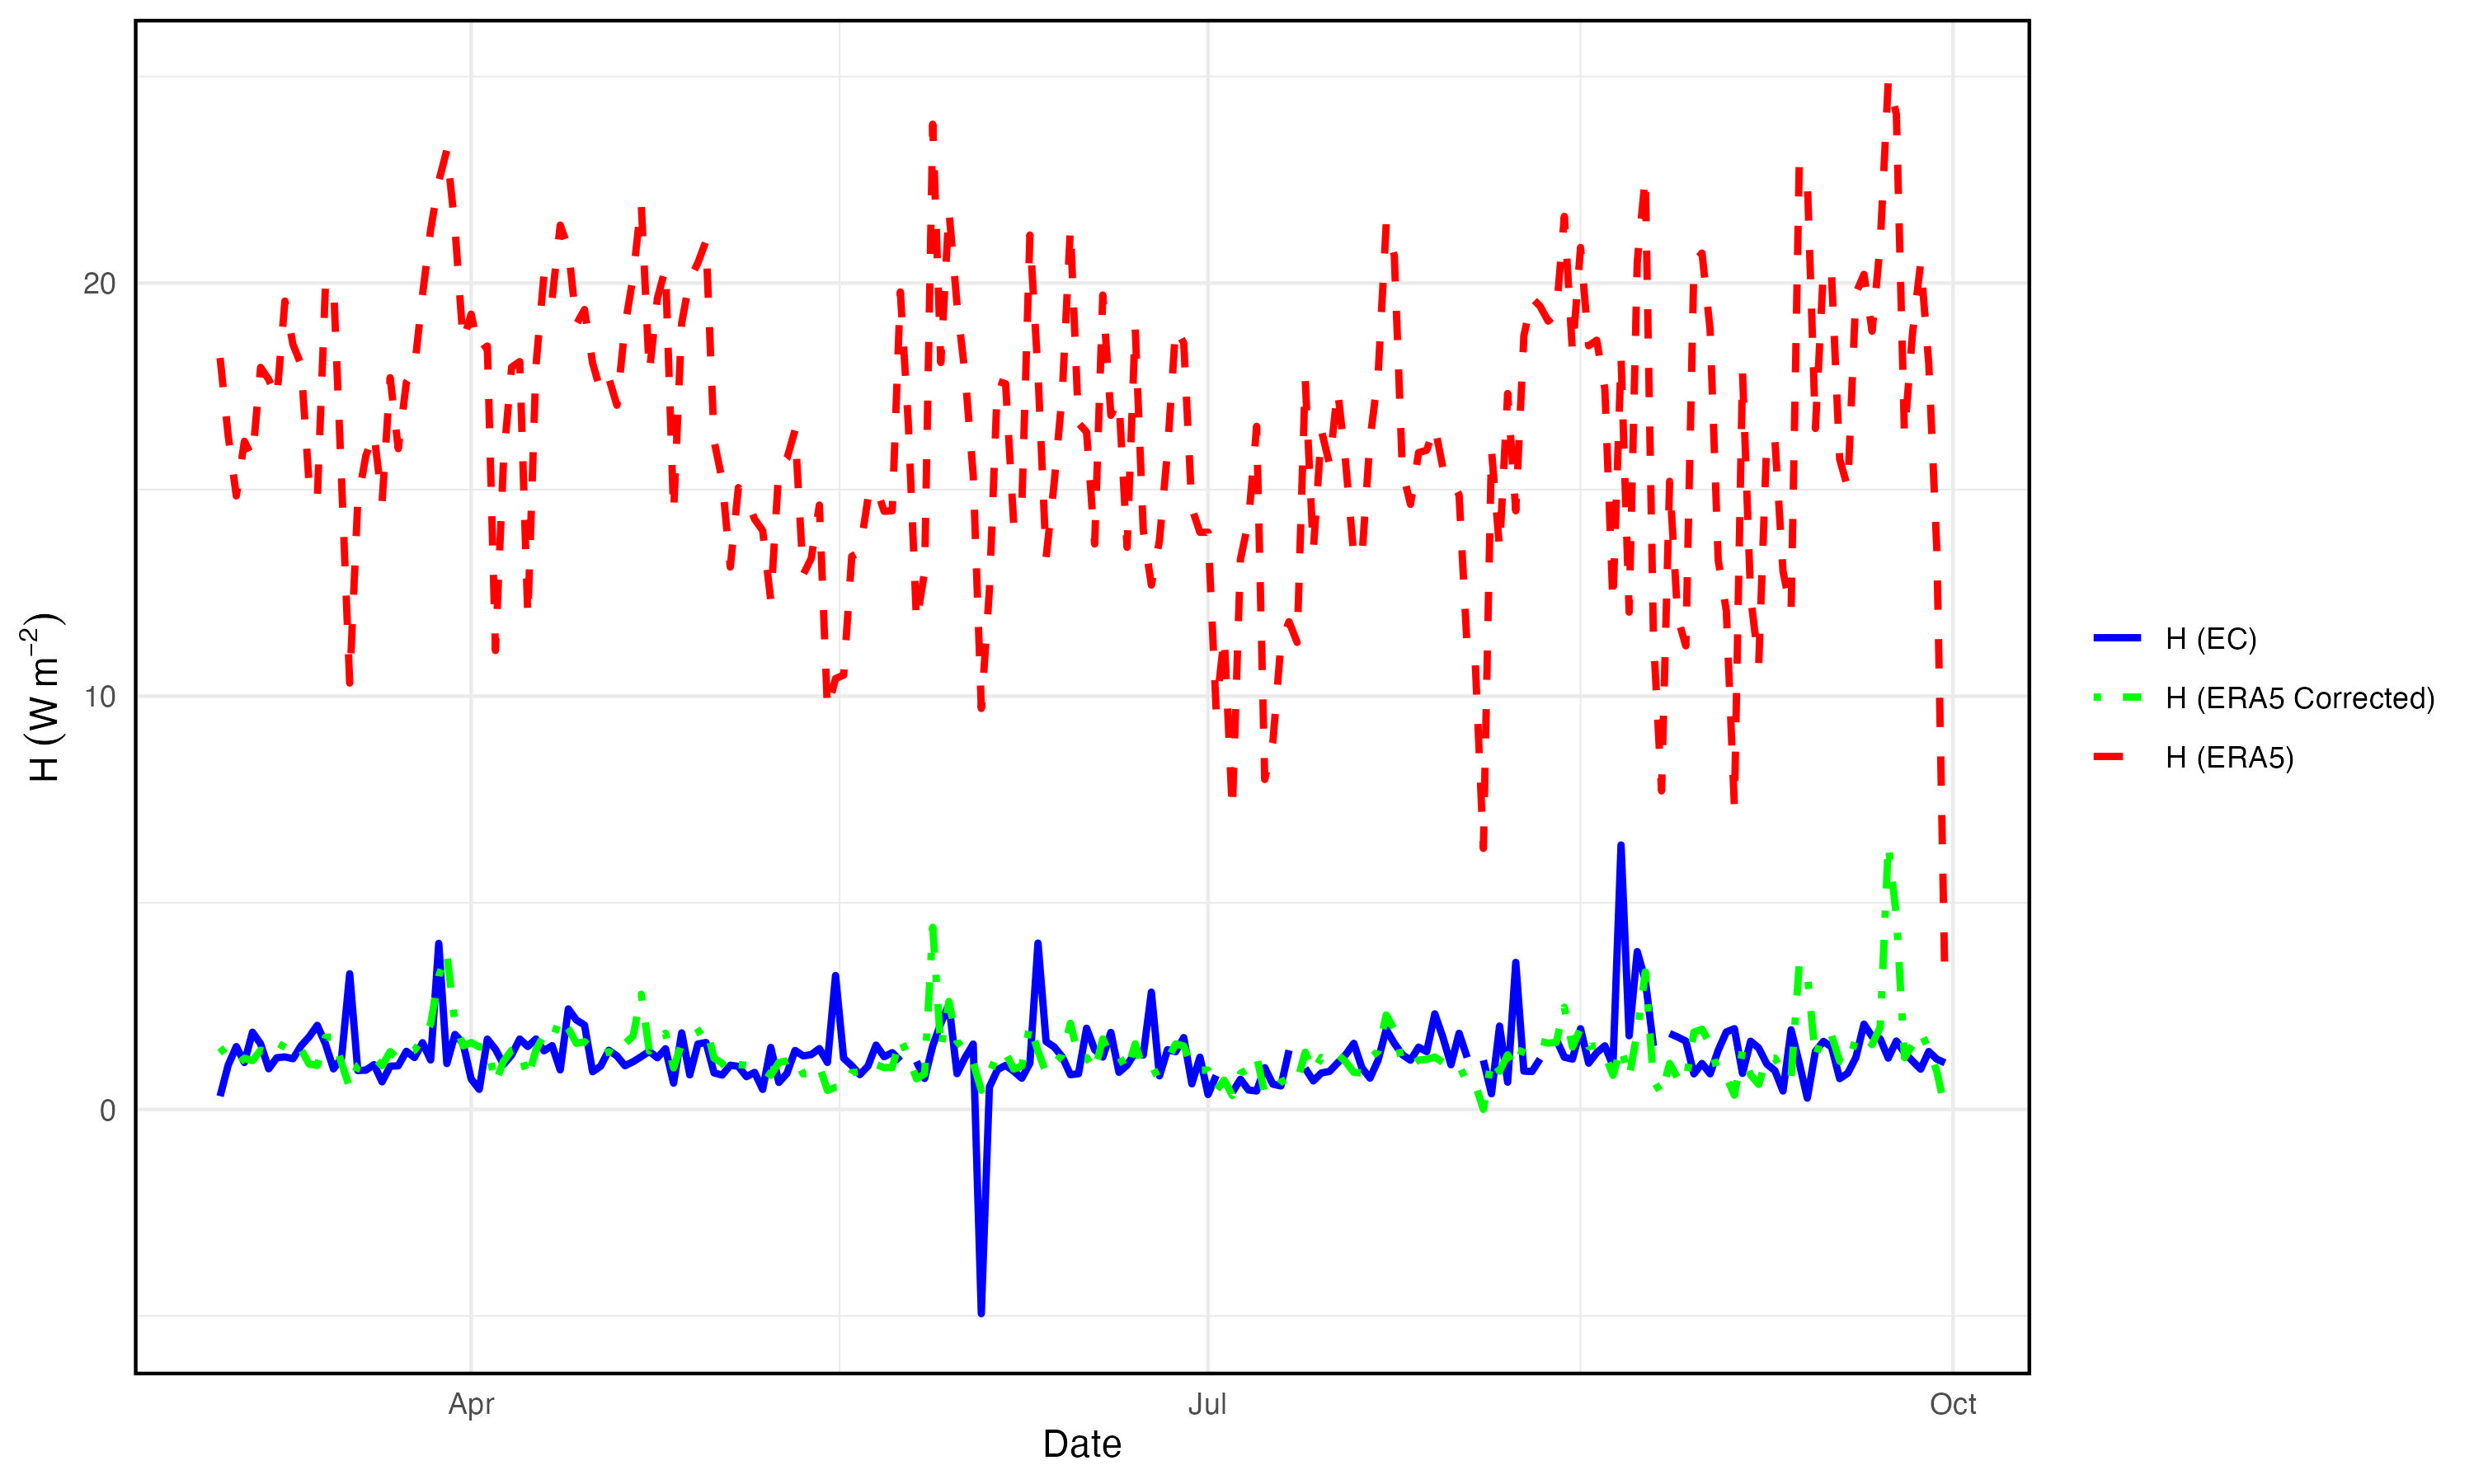 H (W m⁻²)
20
10
0
Apr
Jul
Oct
Date
H (EC)
H (ERA5 Corrected)
H (ERA5)